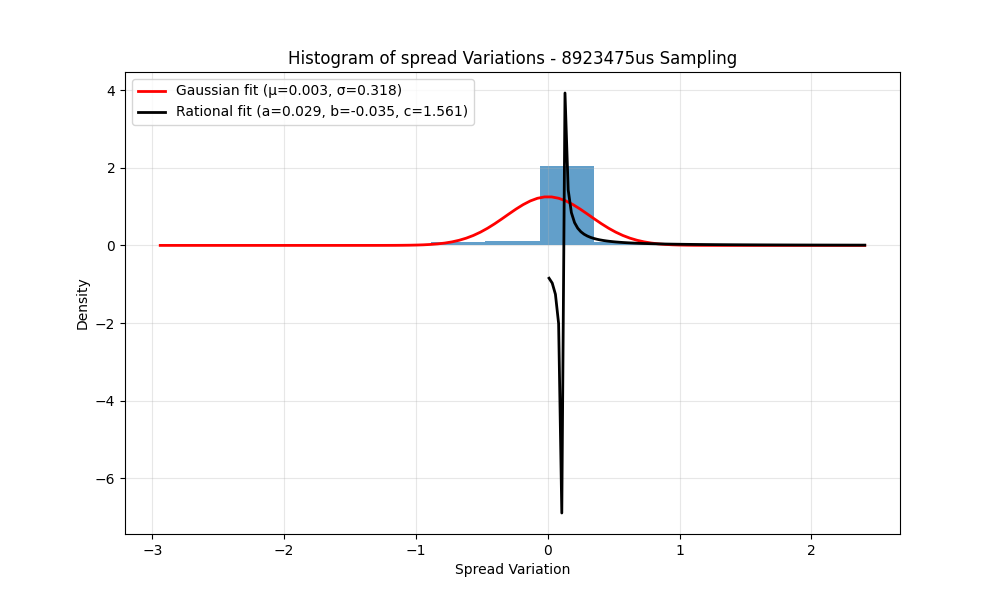 Histogram of spread Variations - 8923475us Sampling
Gaussian fit (μ=0.003, σ=0.318)
Rational fit (a=0.029, b=-0.035, c=1.561)
Density
4
2
0
−2
−4
−6
−3
−2
−1
0
1
2
Spread Variation